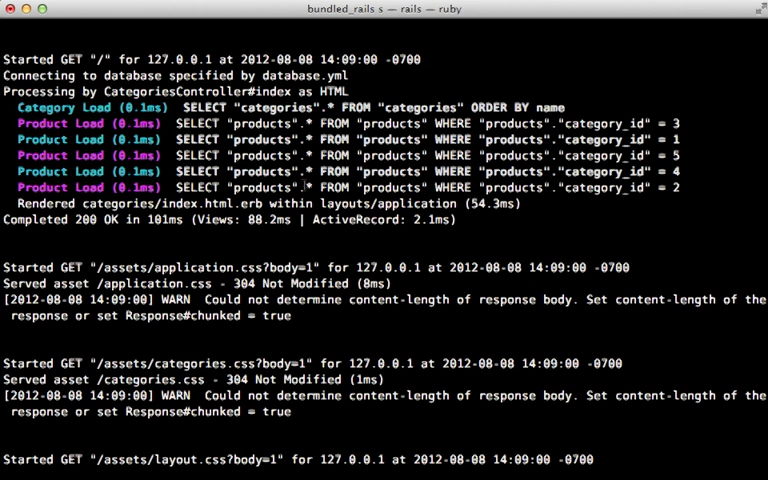 bundled_rails s — rails — ruby
Started GET "/" for 127.0.0.1 at 2012-08-08 14:09:00 -0700
Connecting to database specified by database.yml
Processing by CategoriesController#index as HTML
Category Load (0.1ms)  SELECT "categories".* FROM "categories" ORDER BY name
Product Load (0.1ms)  SELECT "products".* FROM "products" WHERE "products"."category_id" = 3
Product Load (0.1ms)  SELECT "products".* FROM "products" WHERE "products"."category_id" = 1
Product Load (0.1ms)  SELECT "products".* FROM "products" WHERE "products"."category_id" = 5
Product Load (0.1ms)  SELECT "products".* FROM "products" WHERE "products"."category_id" = 4
Product Load (0.1ms)  SELECT "products".* FROM "products" WHERE "products"."category_id" = 2
Rendered categories/index.html.erb within layouts/application (54.3ms)
Completed 200 OK in 101ms (Views: 88.2ms | ActiveRecord: 2.1ms)
Started GET "/assets/application.css?body=1" for 127.0.0.1 at 2012-08-08 14:09:00 -0700
Served asset /application.css - 304 Not Modified (8ms)
[2012-08-08 14:09:00] WARN  Could not determine content-length of response body. Set content-length of the
response or set Response#chunked = true
Started GET "/assets/categories.css?body=1" for 127.0.0.1 at 2012-08-08 14:09:00 -0700
Served asset /categories.css - 304 Not Modified (1ms)
[2012-08-08 14:09:00] WARN  Could not determine content-length of response body. Set content-length of the
response or set Response#chunked = true
Started GET "/assets/layout.css?body=1" for 127.0.0.1 at 2012-08-08 14:09:00 -0700